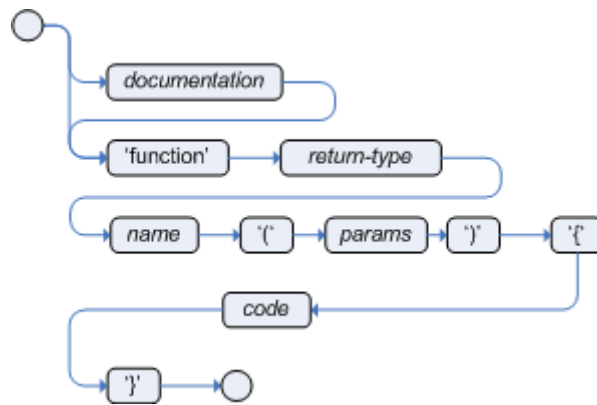 documentation
'function' return-type
name '(' params ')' '{'
code
'}'